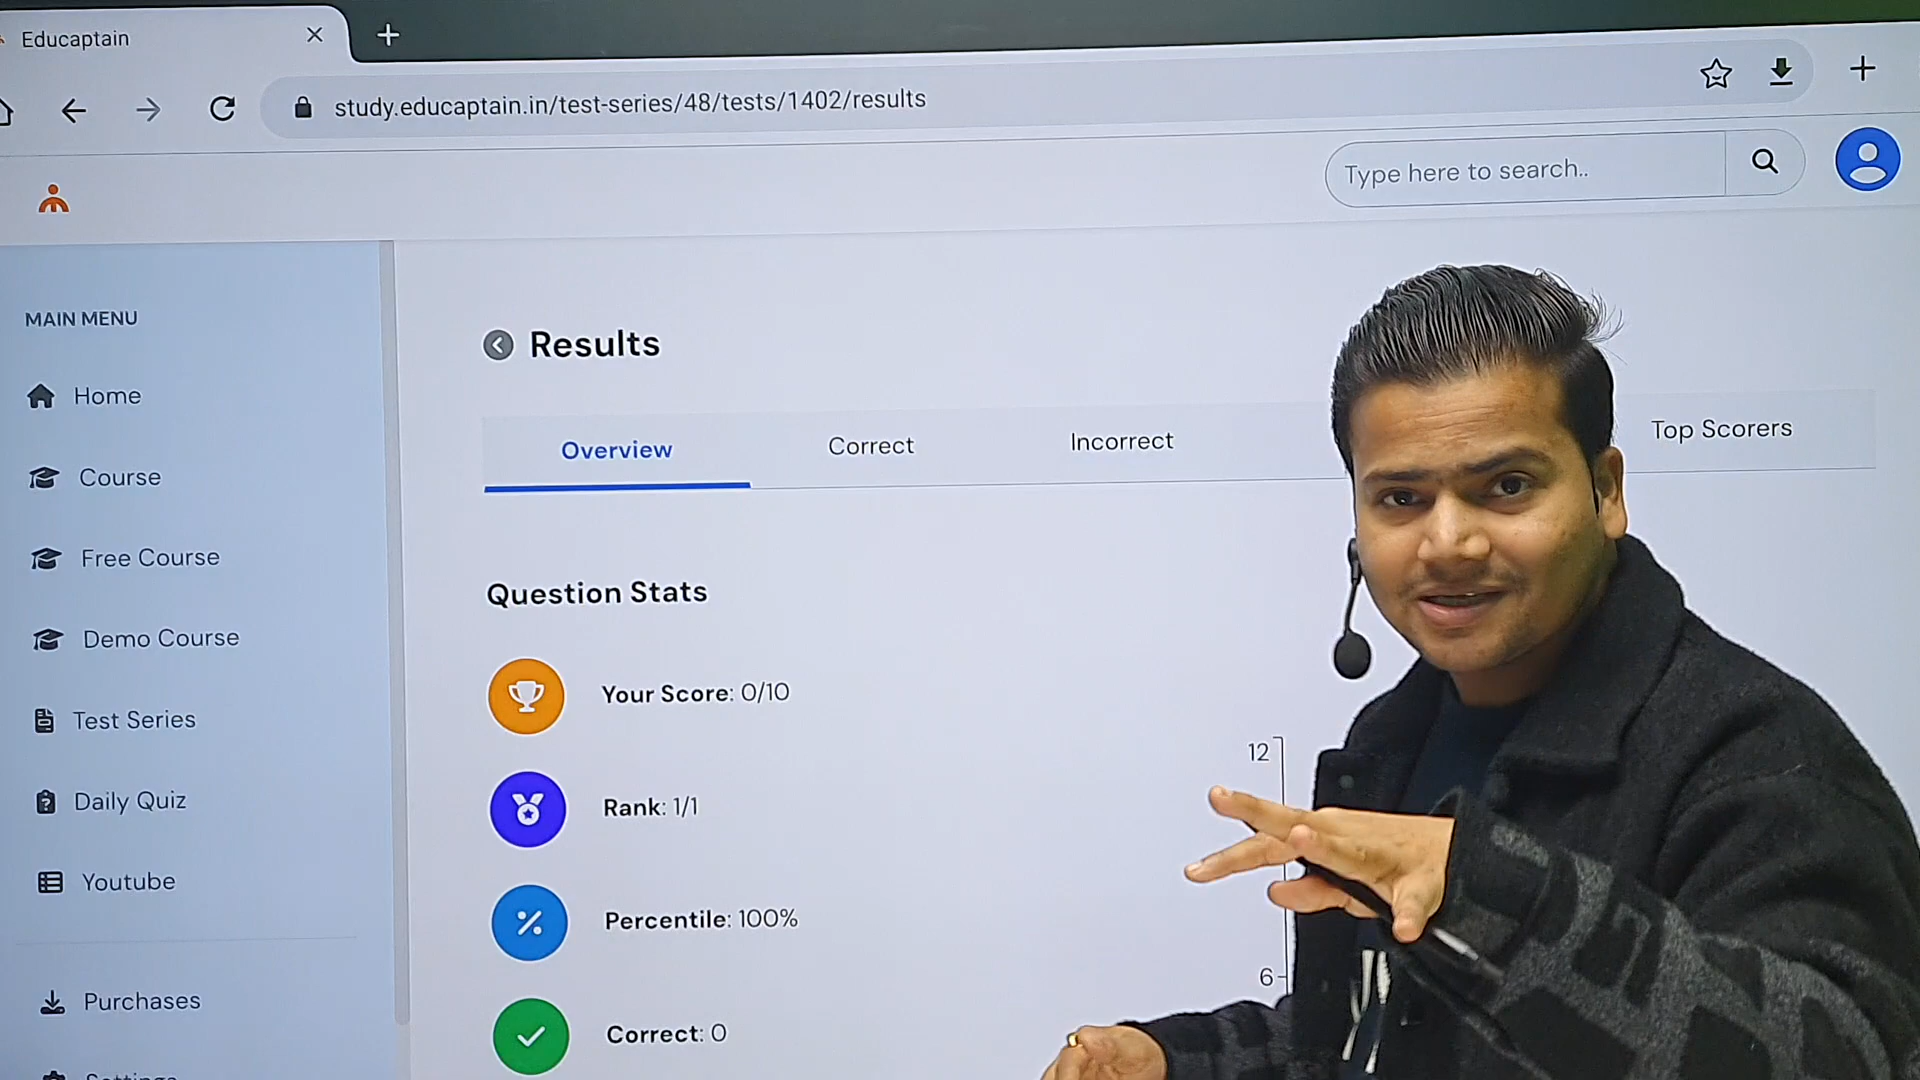 Educaptain
study.educaptain.in/test-series/48/tests/1402/results
Type here to search..
MAIN MENU
Home
Course
Free Course
Demo Course
Test Series
Daily Quiz
Youtube
Purchases
Settings
Results
Overview
Correct
Incorrect
Top Scorers
Question Stats
Your Score: 0/10
Rank: 1/1
Percentile: 100%
Correct: 0
12
6